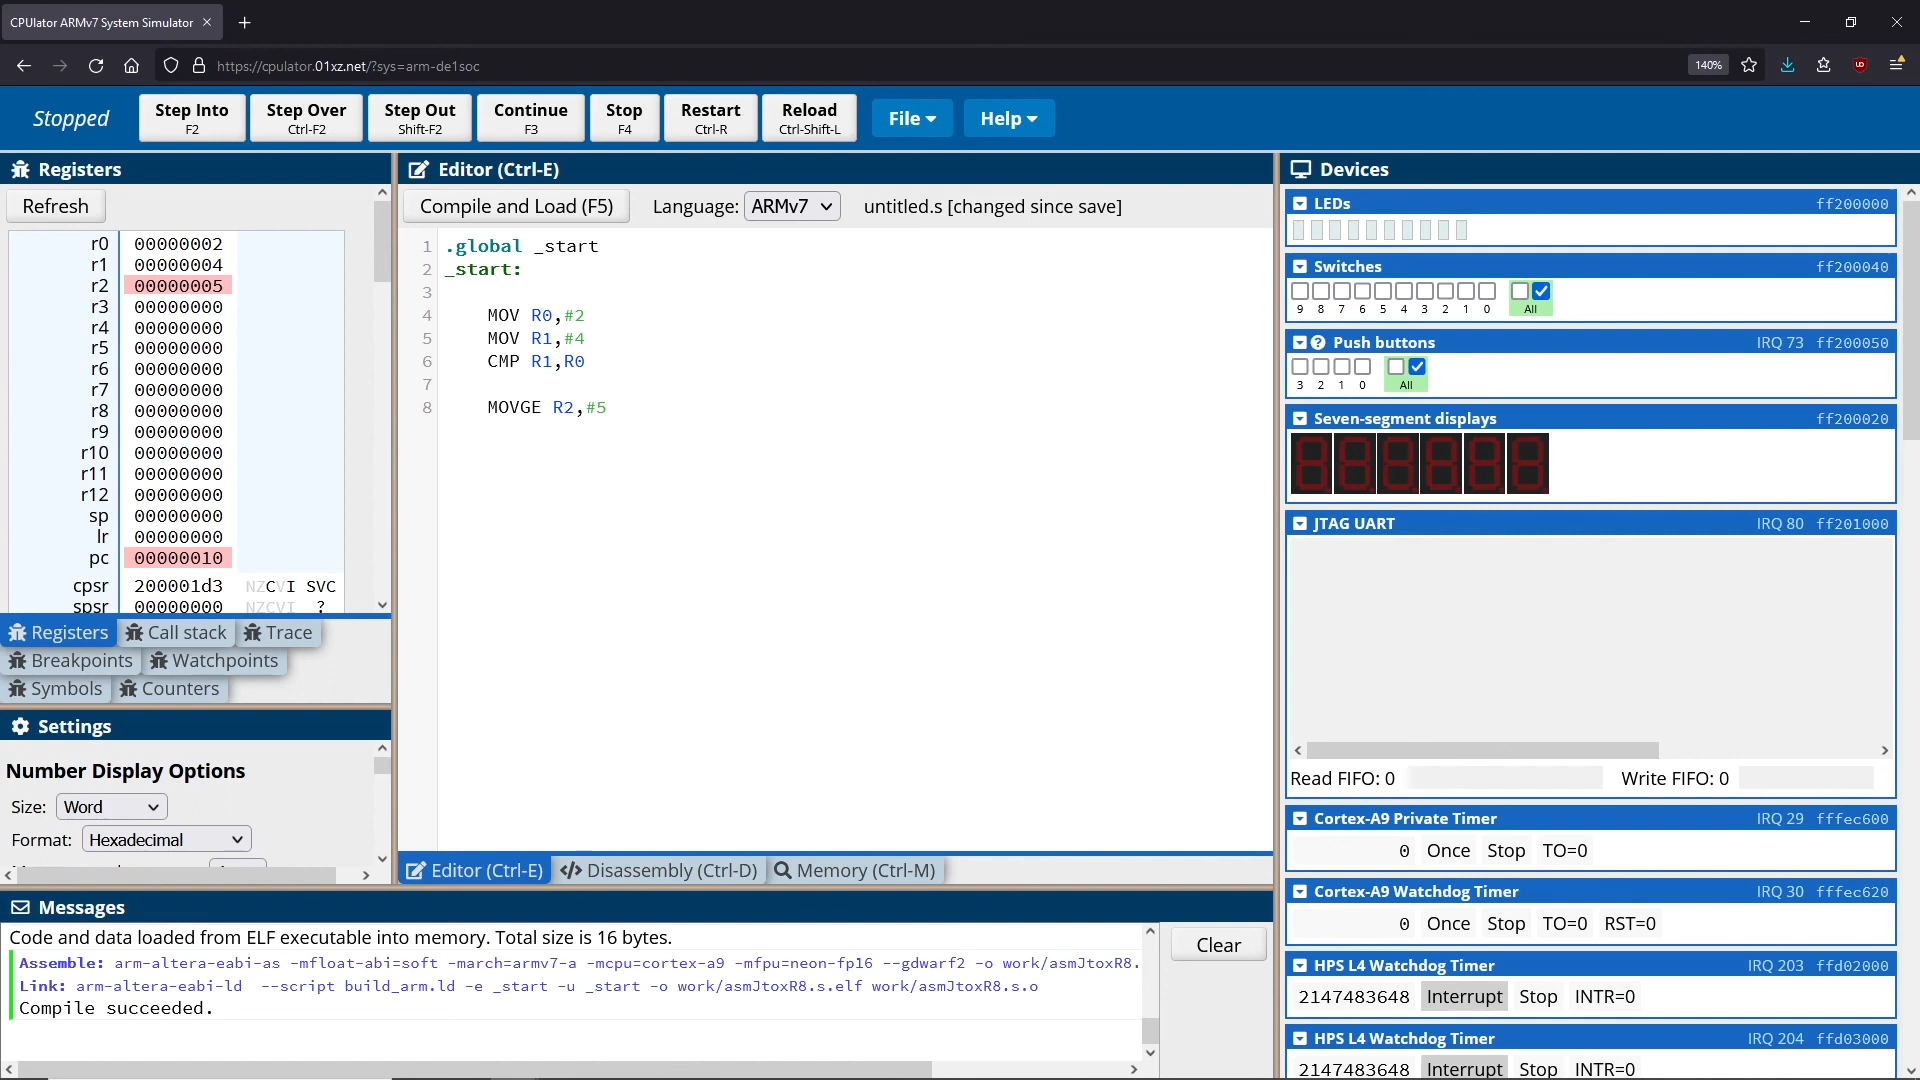 CPUlator ARMv7 System Simulator
https://cpulator.01xz.net/?sys=arm-de1soc
140%
Stopped
Step Into
F2
Step Over
Ctrl-F2
Step Out
Shift-F2
Continue
F3
Stop
F4
Restart
Ctrl-R
Reload
Ctrl-Shift-L
File
Help
Registers
Refresh
r0 00000002
r1 00000004
r2 00000005
r3 00000000
r4 00000000
r5 00000000
r6 00000000
r7 00000000
r8 00000000
r9 00000000
r10 00000000
r11 00000000
r12 00000000
sp 00000000
lr 00000000
pc 00000010
cpsr 200001d3 NZCVI SVC
spsr 00000000 NZCVI ?
Registers Call stack Trace
Breakpoints Watchpoints
Symbols Counters
Settings
Number Display Options
Size: Word
Format: Hexadecimal
Editor (Ctrl-E)
Compile and Load (F5) Language: ARMv7 untitled.s [changed since save]
1 .global _start
2 _start:
3
4 MOV R0,#2
5 MOV R1,#4
6 CMP R1,R0
7
8 MOVGE R2,#5
Editor (Ctrl-E) Disassembly (Ctrl-D) Memory (Ctrl-M)
Messages
Code and data loaded from ELF executable into memory. Total size is 16 bytes.
Assemble: arm-altera-eabi-as -mfloat-abi=soft -march=armv7-a -mcpu=cortex-a9 -mfpu=neon-fp16 --gdwarf2 -o work/asmJtoxR8.
Link: arm-altera-eabi-ld --script build_arm.ld -e _start -u _start -o work/asmJtoxR8.s.elf work/asmJtoxR8.s.o
Compile succeeded.
Clear
Devices
LEDs ff200000
Switches ff200040
9 8 7 6 5 4 3 2 1 0 All
Push buttons IRQ 73 ff200050
3 2 1 0 All
Seven-segment displays ff200020
JTAG UART IRQ 80 ff201000
Read FIFO: 0 Write FIFO: 0
Cortex-A9 Private Timer IRQ 29 fffec600
0 Once Stop TO=0
Cortex-A9 Watchdog Timer IRQ 30 fffec620
0 Once Stop TO=0 RST=0
HPS L4 Watchdog Timer IRQ 203 ffd02000
2147483648 Interrupt Stop INTR=0
HPS L4 Watchdog Timer IRQ 204 ffd03000
2147483648 Interrupt Stop INTR=0